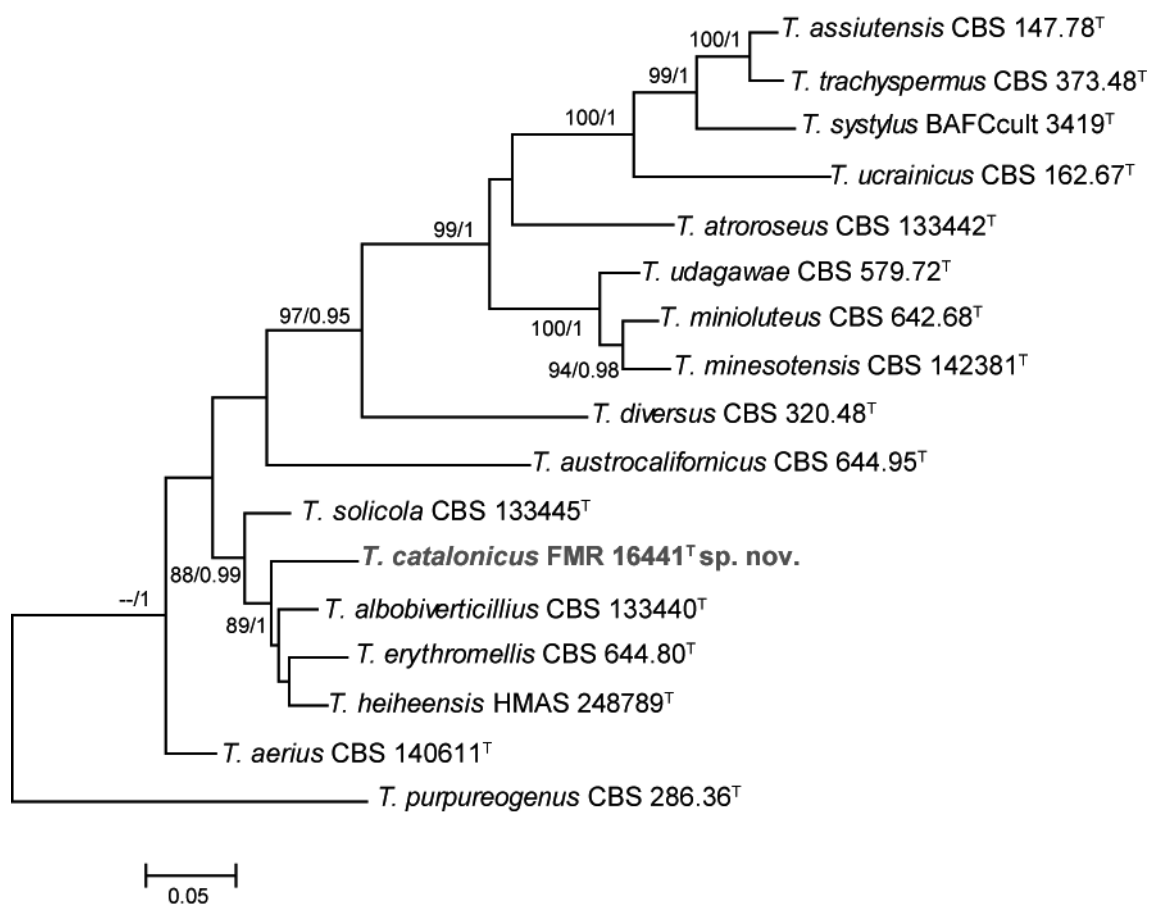 T. assiutensis CBS 147.78ᵀ
100/1
T. trachyspermus CBS 373.48ᵀ
99/1
T. systylus BAFCcult 3419ᵀ
100/1
T. ucrainicus CBS 162.67ᵀ
T. atroroseus CBS 133442ᵀ
99/1
T. udagawae CBS 579.72ᵀ
T. minioluteus CBS 642.68ᵀ
100/1
97/0.95
T. minesotensis CBS 142381ᵀ
94/0.98
T. diversus CBS 320.48ᵀ
T. austrocalifornicus CBS 644.95ᵀ
T. solicola CBS 133445ᵀ
T. catalonicus FMR 16441ᵀ sp. nov.
88/0.99
--/1
T. albobiverticillius CBS 133440ᵀ
89/1
T. erythromellis CBS 644.80ᵀ
T. heiheensis HMAS 248789ᵀ
T. aerius CBS 140611ᵀ
T. purpureogenus CBS 286.36ᵀ
0.05